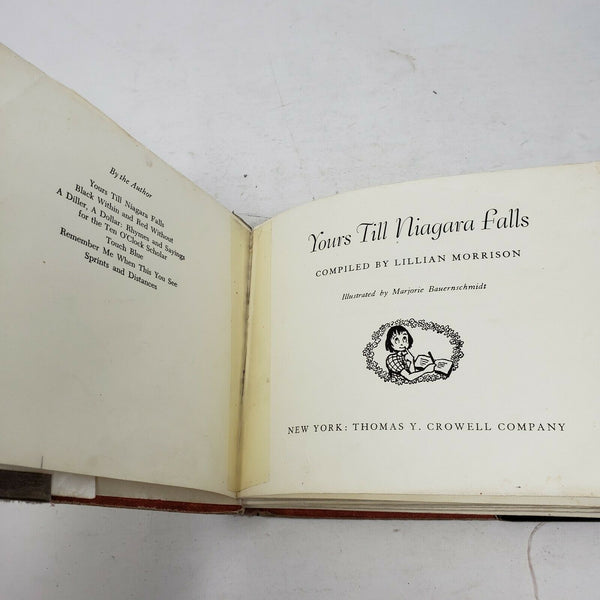 By the Author
Yours Till Niagara Falls
Black Within and Red Without
A Diller, A Dollar: Rhymes and Sayings
for the Ten O'Clock Scholar
Touch Blue
Remember Me When This You See
Sprints and Distances
Yours Till Niagara Falls
COMPILED BY LILLIAN MORRISON
Illustrated by Marjorie Bauernschmidt
NEW YORK: THOMAS Y. CROWELL COMPANY